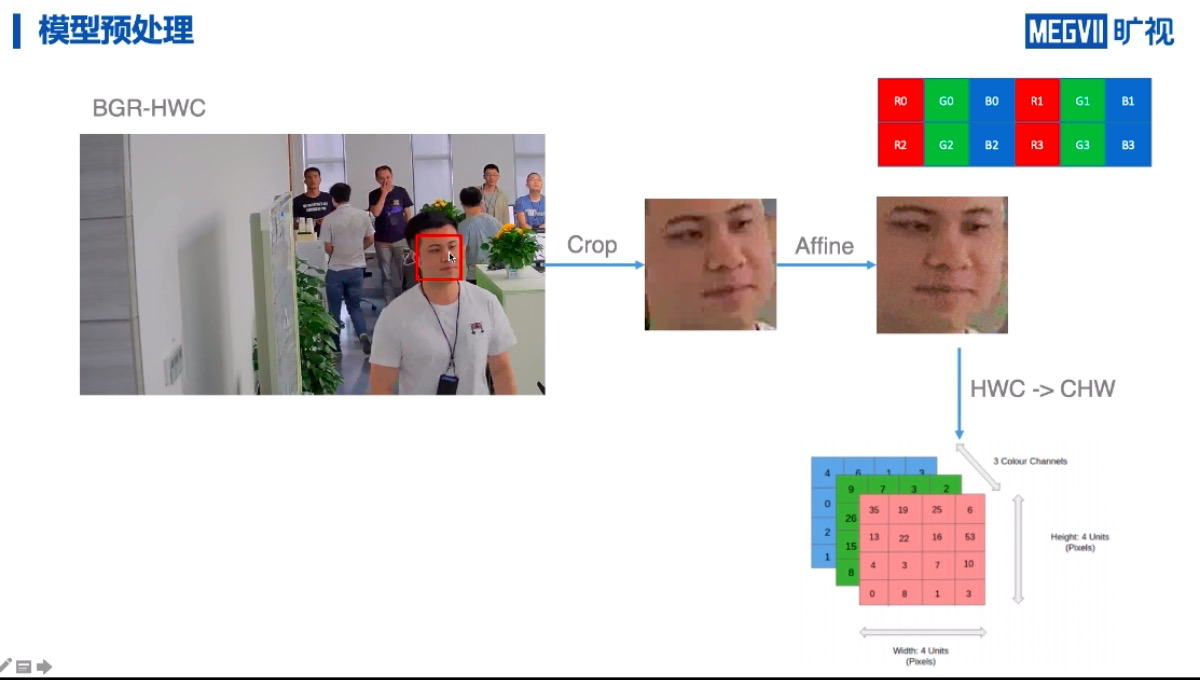 模型预处理
MEGVII 旷视
BGR-HWC
R0 G0 B0 R1 G1 B1
R2 G2 B2 R3 G3 B3
Crop
Affine
HWC -> CHW
3 Colour Channels
4 6 1 3
0
2
1
9 7 3 2
26
15
8
35 19 25 6
13 22 16 53
4 3 7 10
0 8 1 3
Height: 4 Units
(Pixels)
Width: 4 Units
(Pixels)